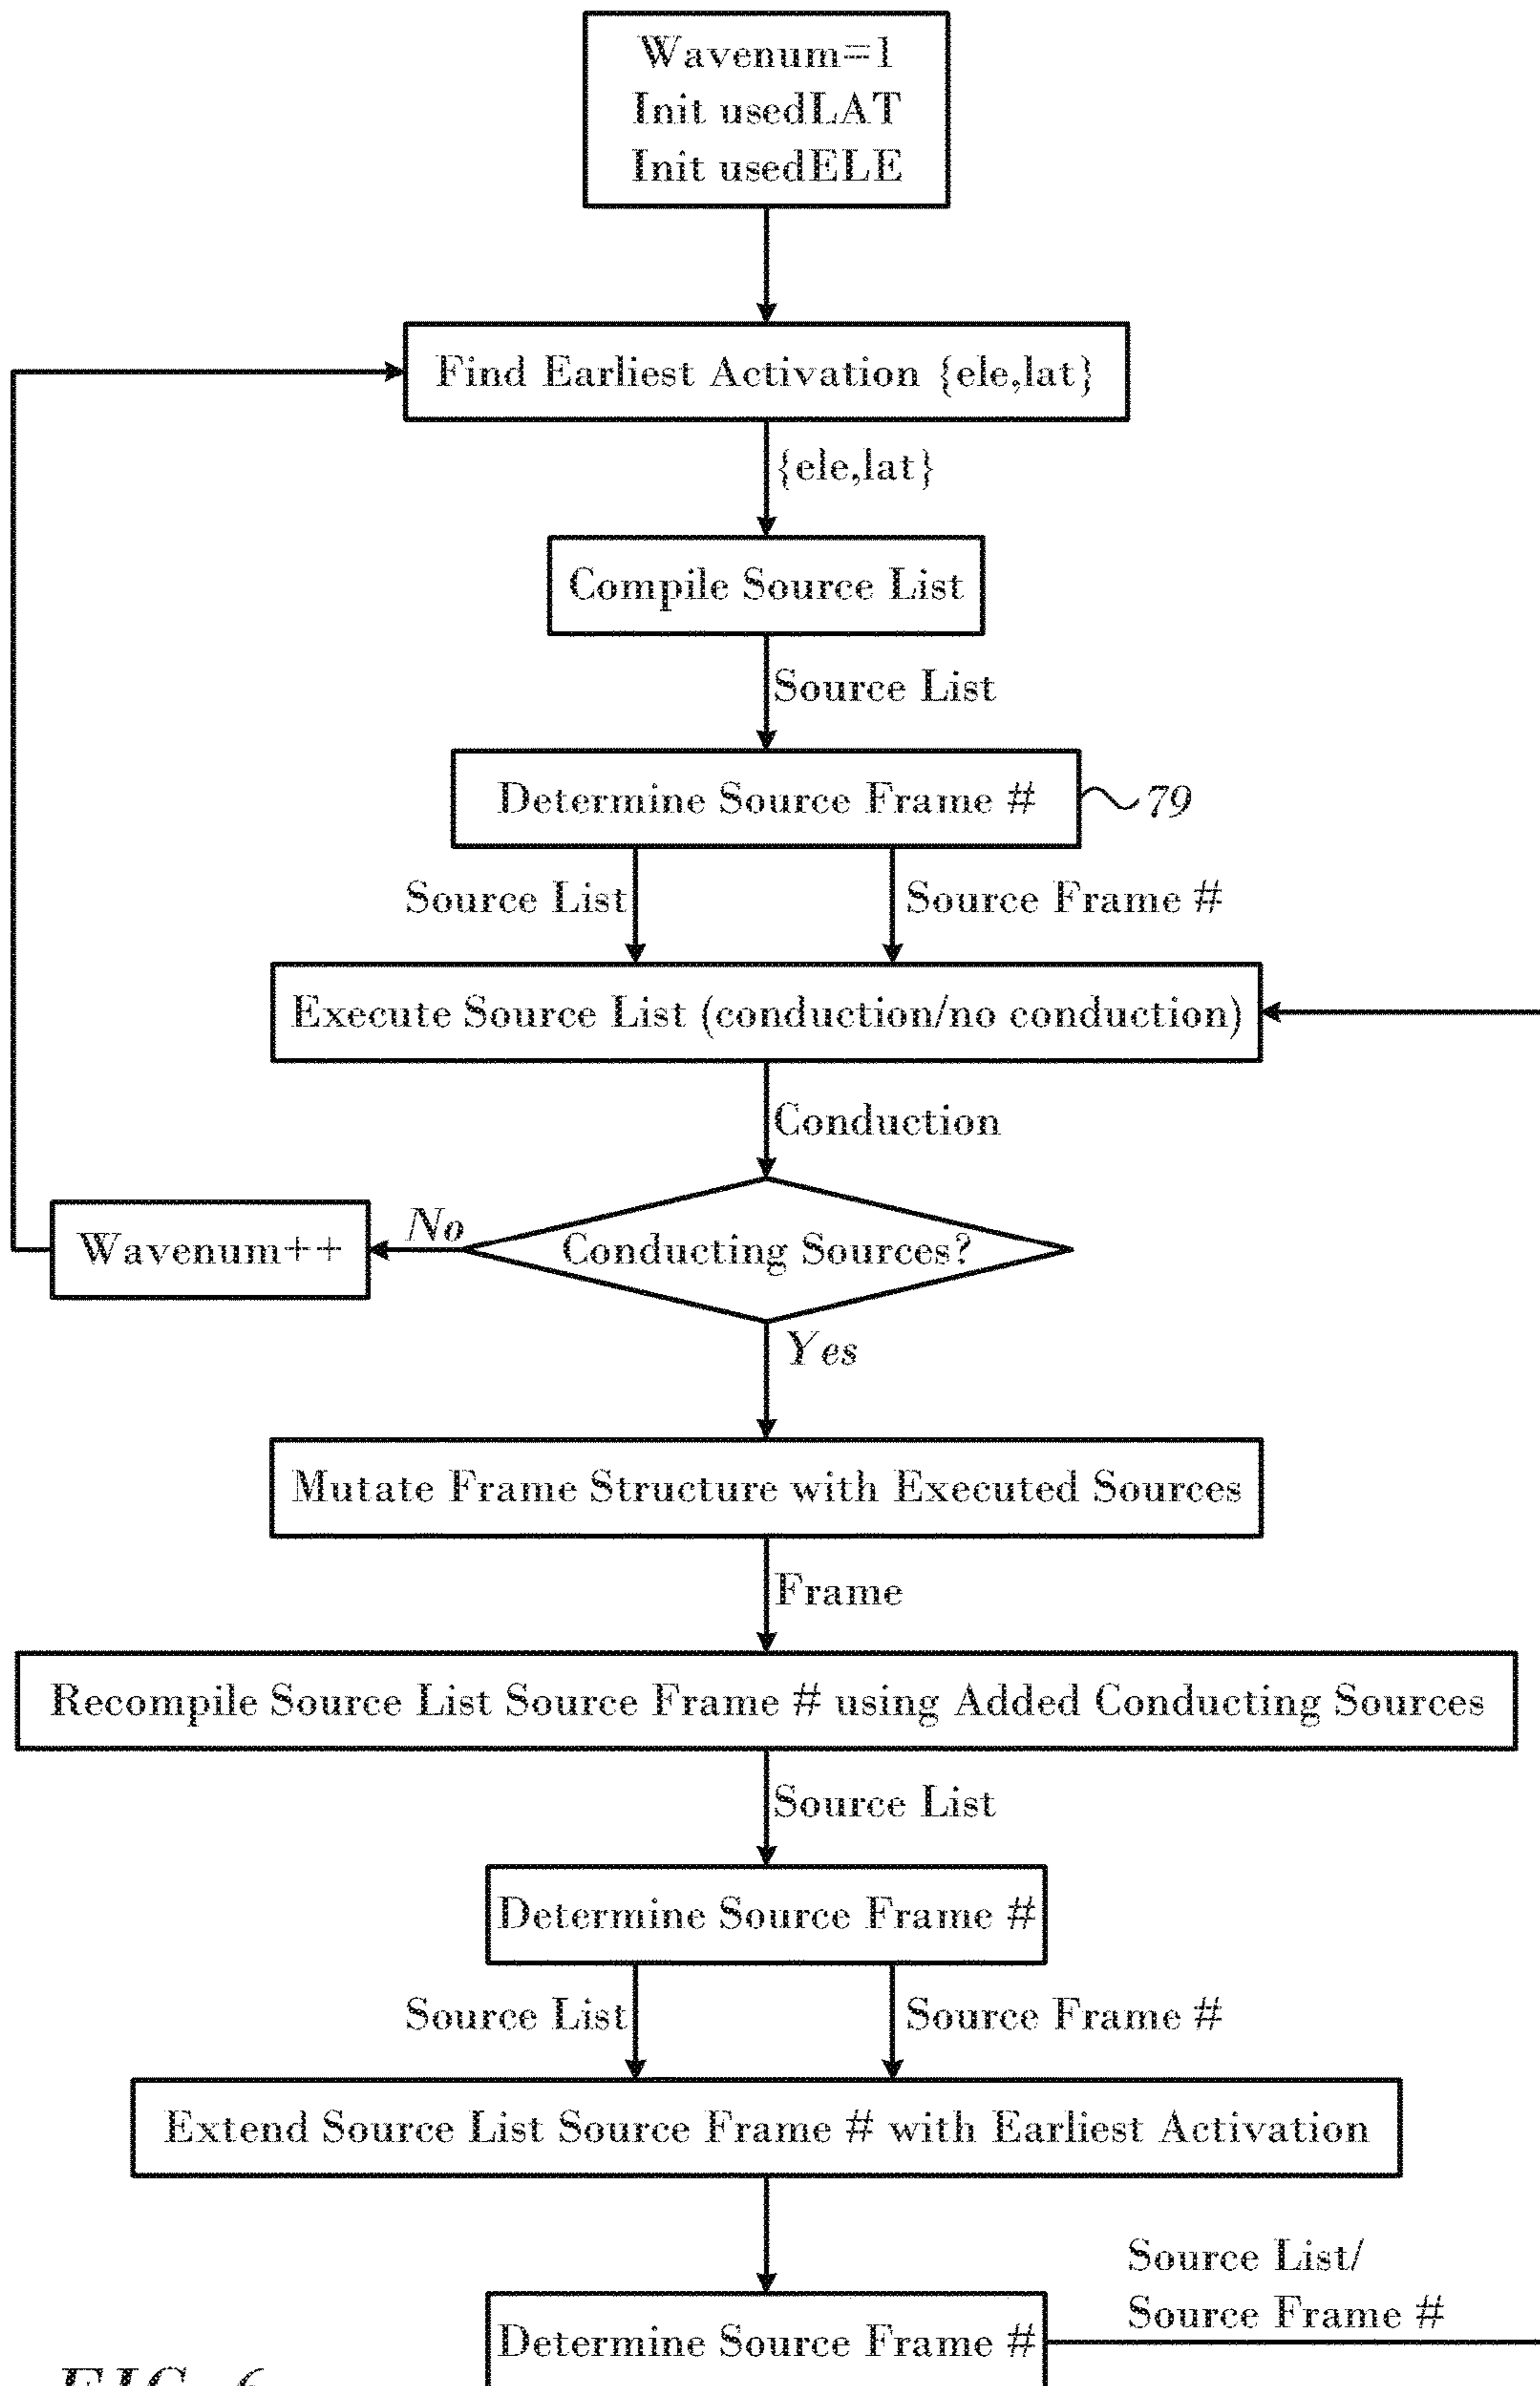 Wavenum=1
Init usedLAT
Init usedELE
Find Earliest Activation {ele,lat}
{ele,lat}
Compile Source List
Source List
Determine Source Frame #
79
Source List
Source Frame #
Execute Source List (conduction/no conduction)
Conduction
Wavenum++
No
Conducting Sources?
Yes
Mutate Frame Structure with Executed Sources
Frame
Recompile Source List Source Frame # using Added Conducting Sources
Source List
Determine Source Frame #
Source List
Source Frame #
Extend Source List Source Frame # with Earliest Activation
Source List/
Source Frame #
Determine Source Frame #
FIG. 6